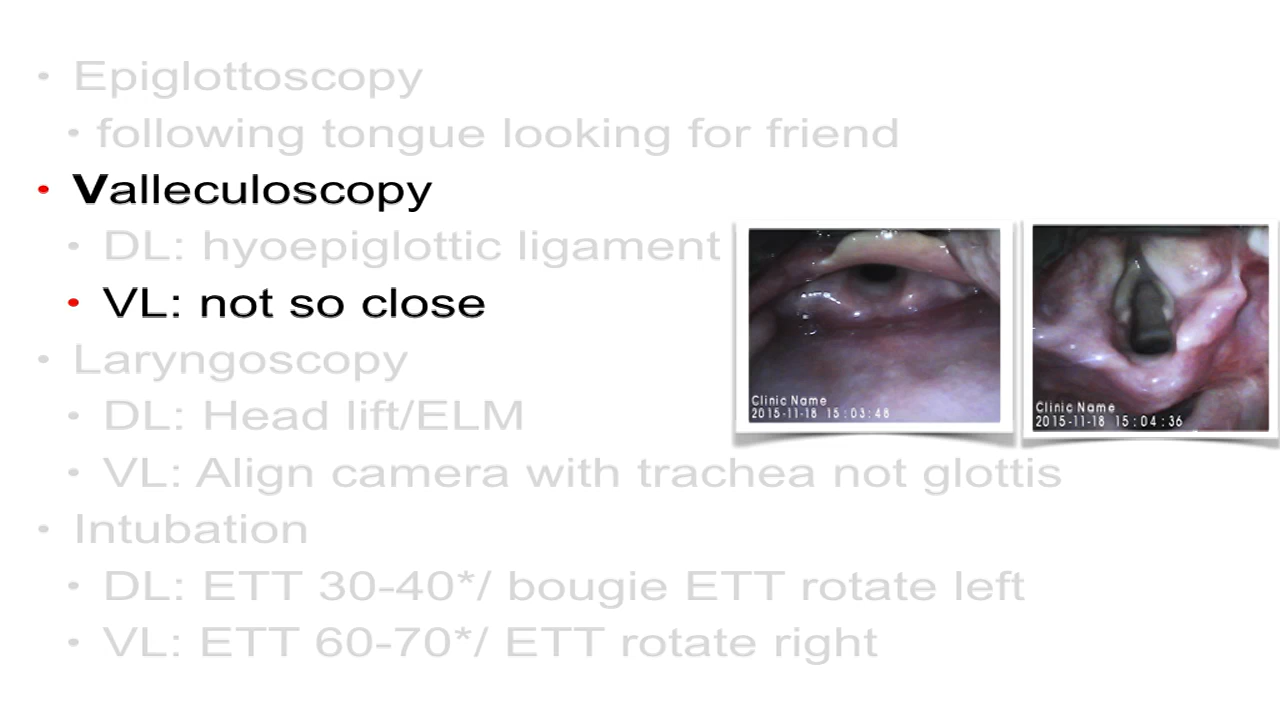 • Epiglottoscopy
• following tongue looking for friend
• Valleculoscopy
• DL: hyoepiglottic ligament
• VL: not so close
• Laryngoscopy
• DL: Head lift/ELM
• VL: Align camera with trachea not glottis
• Intubation
• DL: ETT 30-40*/ bougie ETT rotate left
• VL: ETT 60-70*/ ETT rotate right
Clinic Name
2015-11-18 15:03:48
Clinic Name
2015-11-18 15:04:36